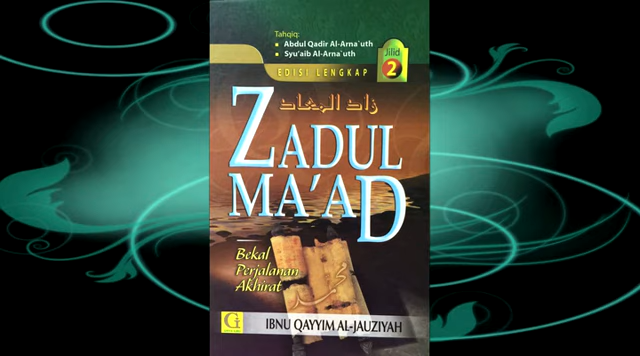 Tahqiq:
Abdul Qadir Al-Arna`uth
Syu'aib Al-Arna`uth
Jilid
2
EDISI LENGKAP
زاد المعاد
ZADUL
MA'AD
Bekal
Perjalanan
Akhirat
محمد
IBNU QAYYIM AL-JAUZIYAH